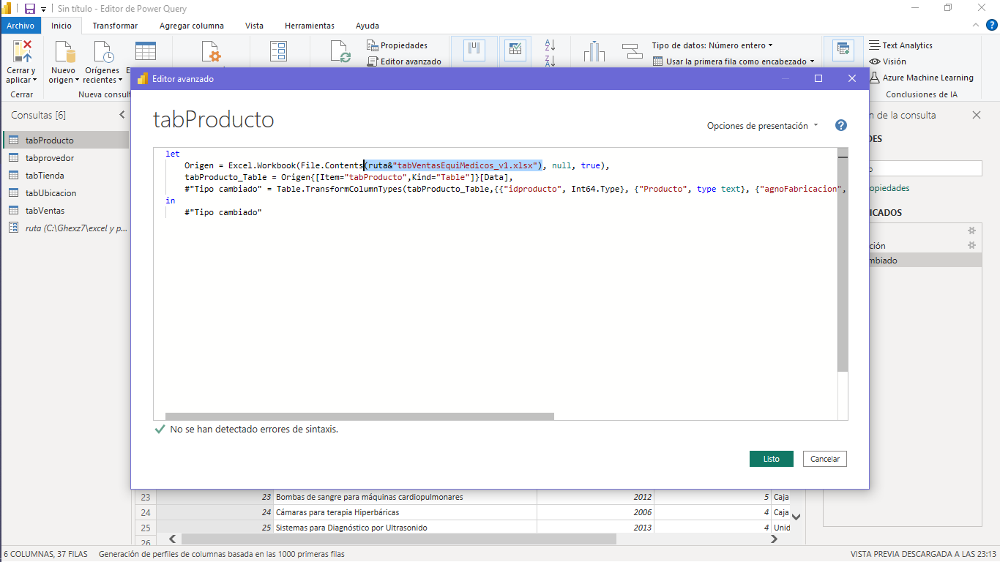 Sin título - Editor de Power Query
Archivo Inicio Transformar Agregar columna Vista Herramientas Ayuda
Cerrar y aplicar
Nuevo origen
Orígenes recientes
Propiedades
Editor avanzado
Tipo de datos: Número entero
Usar la primera fila como encabezado
Text Analytics
Visión
Azure Machine Learning
Cerrar
Nueva consult
Conclusiones de IA
Editor avanzado
Consultas [6]
tabProducto
tabprovedor
tabTienda
tabUbicacion
tabVentas
ruta (C:\Ghexz7\excel y p...
tabProducto
Opciones de presentación
let
Origen = Excel.Workbook(File.Contents(ruta&"tabVentasEquiMedicos_v1.xlsx"), null, true),
tabProducto_Table = Origen{[Item="tabProducto",Kind="Table"]}[Data],
#"Tipo cambiado" = Table.TransformColumnTypes(tabProducto_Table,{{"idproducto", Int64.Type}, {"Producto", type text}, {"agnoFabricacion",
in
#"Tipo cambiado"
No se han detectado errores de sintaxis.
Listo
Cancelar
n de la consulta
DES
o
opiedades
ICADOS
ción
mbiado
23 23 Bombas de sangre para máquinas cardiopulmonares 2012 5 Caja
24 24 Cámaras para terapia Hiperbáricas 2006 4 Caja
25 25 Sistemas para Diagnóstico por Ultrasonido 2013 4 Unid
26
6 COLUMNAS, 37 FILAS Generación de perfiles de columnas basada en las 1000 primeras filas VISTA PREVIA DESCARGADA A LAS 23:13